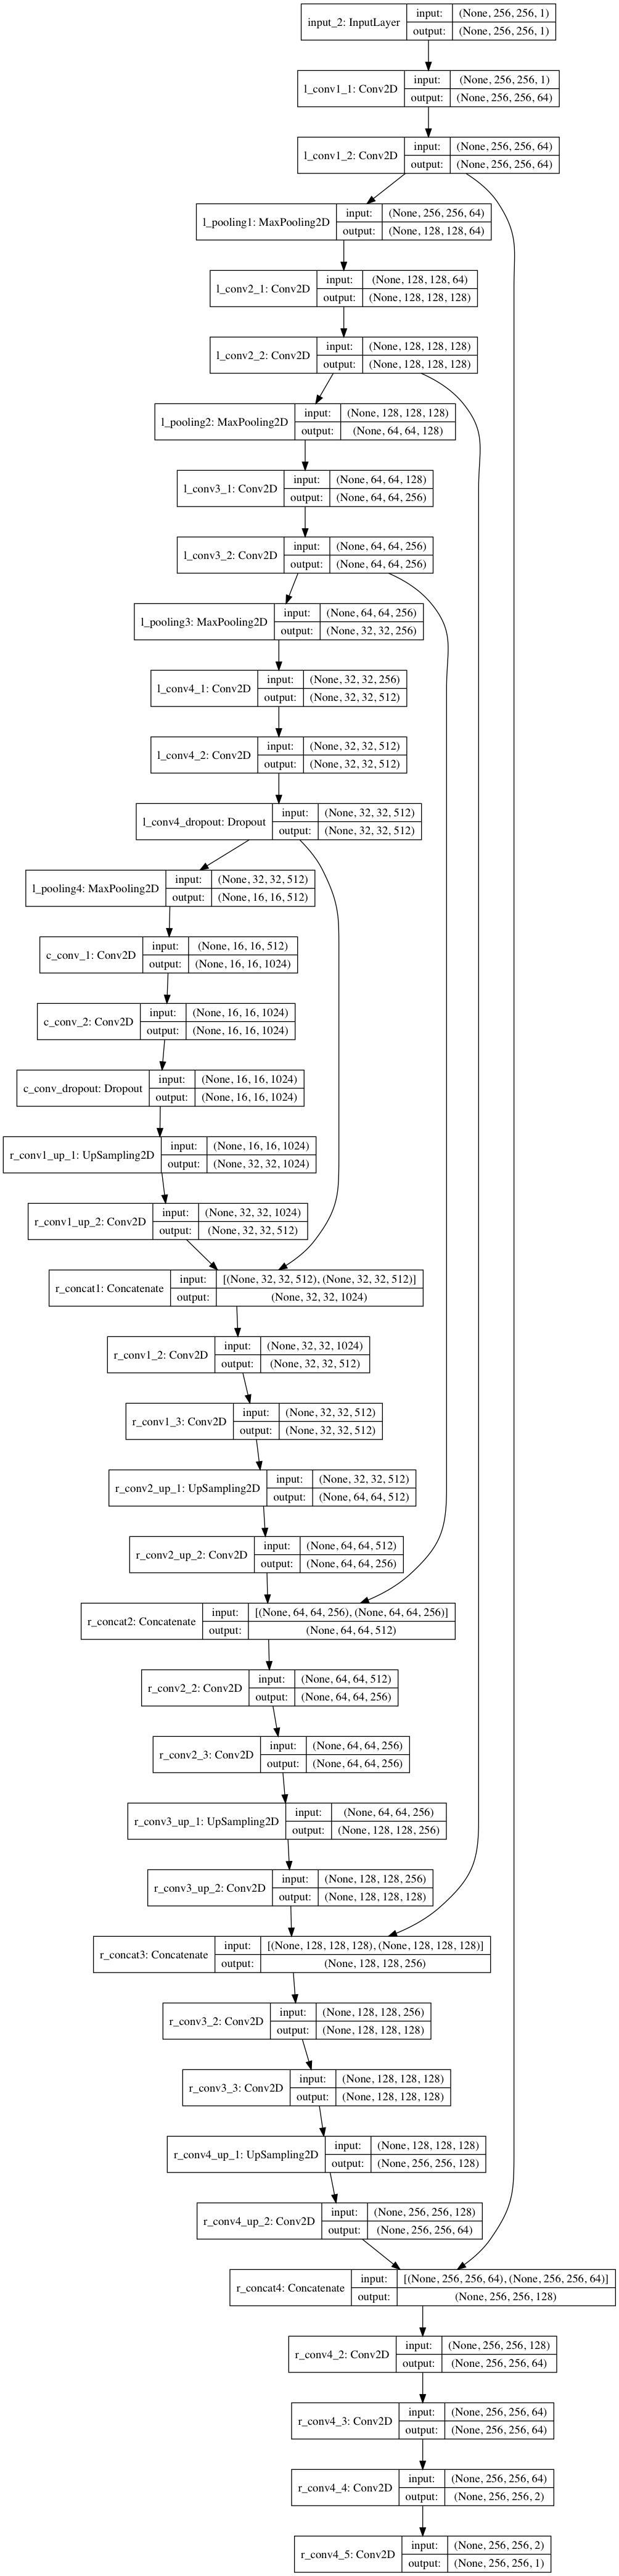 input_2: InputLayer
input: (None, 256, 256, 1)
output: (None, 256, 256, 1)
l_conv1_1: Conv2D
input: (None, 256, 256, 1)
output: (None, 256, 256, 64)
l_conv1_2: Conv2D
input: (None, 256, 256, 64)
output: (None, 256, 256, 64)
l_pooling1: MaxPooling2D
input: (None, 256, 256, 64)
output: (None, 128, 128, 64)
l_conv2_1: Conv2D
input: (None, 128, 128, 64)
output: (None, 128, 128, 128)
l_conv2_2: Conv2D
input: (None, 128, 128, 128)
output: (None, 128, 128, 128)
l_pooling2: MaxPooling2D
input: (None, 128, 128, 128)
output: (None, 64, 64, 128)
l_conv3_1: Conv2D
input: (None, 64, 64, 128)
output: (None, 64, 64, 256)
l_conv3_2: Conv2D
input: (None, 64, 64, 256)
output: (None, 64, 64, 256)
l_pooling3: MaxPooling2D
input: (None, 64, 64, 256)
output: (None, 32, 32, 256)
l_conv4_1: Conv2D
input: (None, 32, 32, 256)
output: (None, 32, 32, 512)
l_conv4_2: Conv2D
input: (None, 32, 32, 512)
output: (None, 32, 32, 512)
l_conv4_dropout: Dropout
input: (None, 32, 32, 512)
output: (None, 32, 32, 512)
l_pooling4: MaxPooling2D
input: (None, 32, 32, 512)
output: (None, 16, 16, 512)
c_conv_1: Conv2D
input: (None, 16, 16, 512)
output: (None, 16, 16, 1024)
c_conv_2: Conv2D
input: (None, 16, 16, 1024)
output: (None, 16, 16, 1024)
c_conv_dropout: Dropout
input: (None, 16, 16, 1024)
output: (None, 16, 16, 1024)
r_conv1_up_1: UpSampling2D
input: (None, 16, 16, 1024)
output: (None, 32, 32, 1024)
r_conv1_up_2: Conv2D
input: (None, 32, 32, 1024)
output: (None, 32, 32, 512)
r_concat1: Concatenate
input: [(None, 32, 32, 512), (None, 32, 32, 512)]
output: (None, 32, 32, 1024)
r_conv1_2: Conv2D
input: (None, 32, 32, 1024)
output: (None, 32, 32, 512)
r_conv1_3: Conv2D
input: (None, 32, 32, 512)
output: (None, 32, 32, 512)
r_conv2_up_1: UpSampling2D
input: (None, 32, 32, 512)
output: (None, 64, 64, 512)
r_conv2_up_2: Conv2D
input: (None, 64, 64, 512)
output: (None, 64, 64, 256)
r_concat2: Concatenate
input: [(None, 64, 64, 256), (None, 64, 64, 256)]
output: (None, 64, 64, 512)
r_conv2_2: Conv2D
input: (None, 64, 64, 512)
output: (None, 64, 64, 256)
r_conv2_3: Conv2D
input: (None, 64, 64, 256)
output: (None, 64, 64, 256)
r_conv3_up_1: UpSampling2D
input: (None, 64, 64, 256)
output: (None, 128, 128, 256)
r_conv3_up_2: Conv2D
input: (None, 128, 128, 256)
output: (None, 128, 128, 128)
r_concat3: Concatenate
input: [(None, 128, 128, 128), (None, 128, 128, 128)]
output: (None, 128, 128, 256)
r_conv3_2: Conv2D
input: (None, 128, 128, 256)
output: (None, 128, 128, 128)
r_conv3_3: Conv2D
input: (None, 128, 128, 128)
output: (None, 128, 128, 128)
r_conv4_up_1: UpSampling2D
input: (None, 128, 128, 128)
output: (None, 256, 256, 128)
r_conv4_up_2: Conv2D
input: (None, 256, 256, 128)
output: (None, 256, 256, 64)
r_concat4: Concatenate
input: [(None, 256, 256, 64), (None, 256, 256, 64)]
output: (None, 256, 256, 128)
r_conv4_2: Conv2D
input: (None, 256, 256, 128)
output: (None, 256, 256, 64)
r_conv4_3: Conv2D
input: (None, 256, 256, 64)
output: (None, 256, 256, 64)
r_conv4_4: Conv2D
input: (None, 256, 256, 64)
output: (None, 256, 256, 2)
r_conv4_5: Conv2D
input: (None, 256, 256, 2)
output: (None, 256, 256, 1)